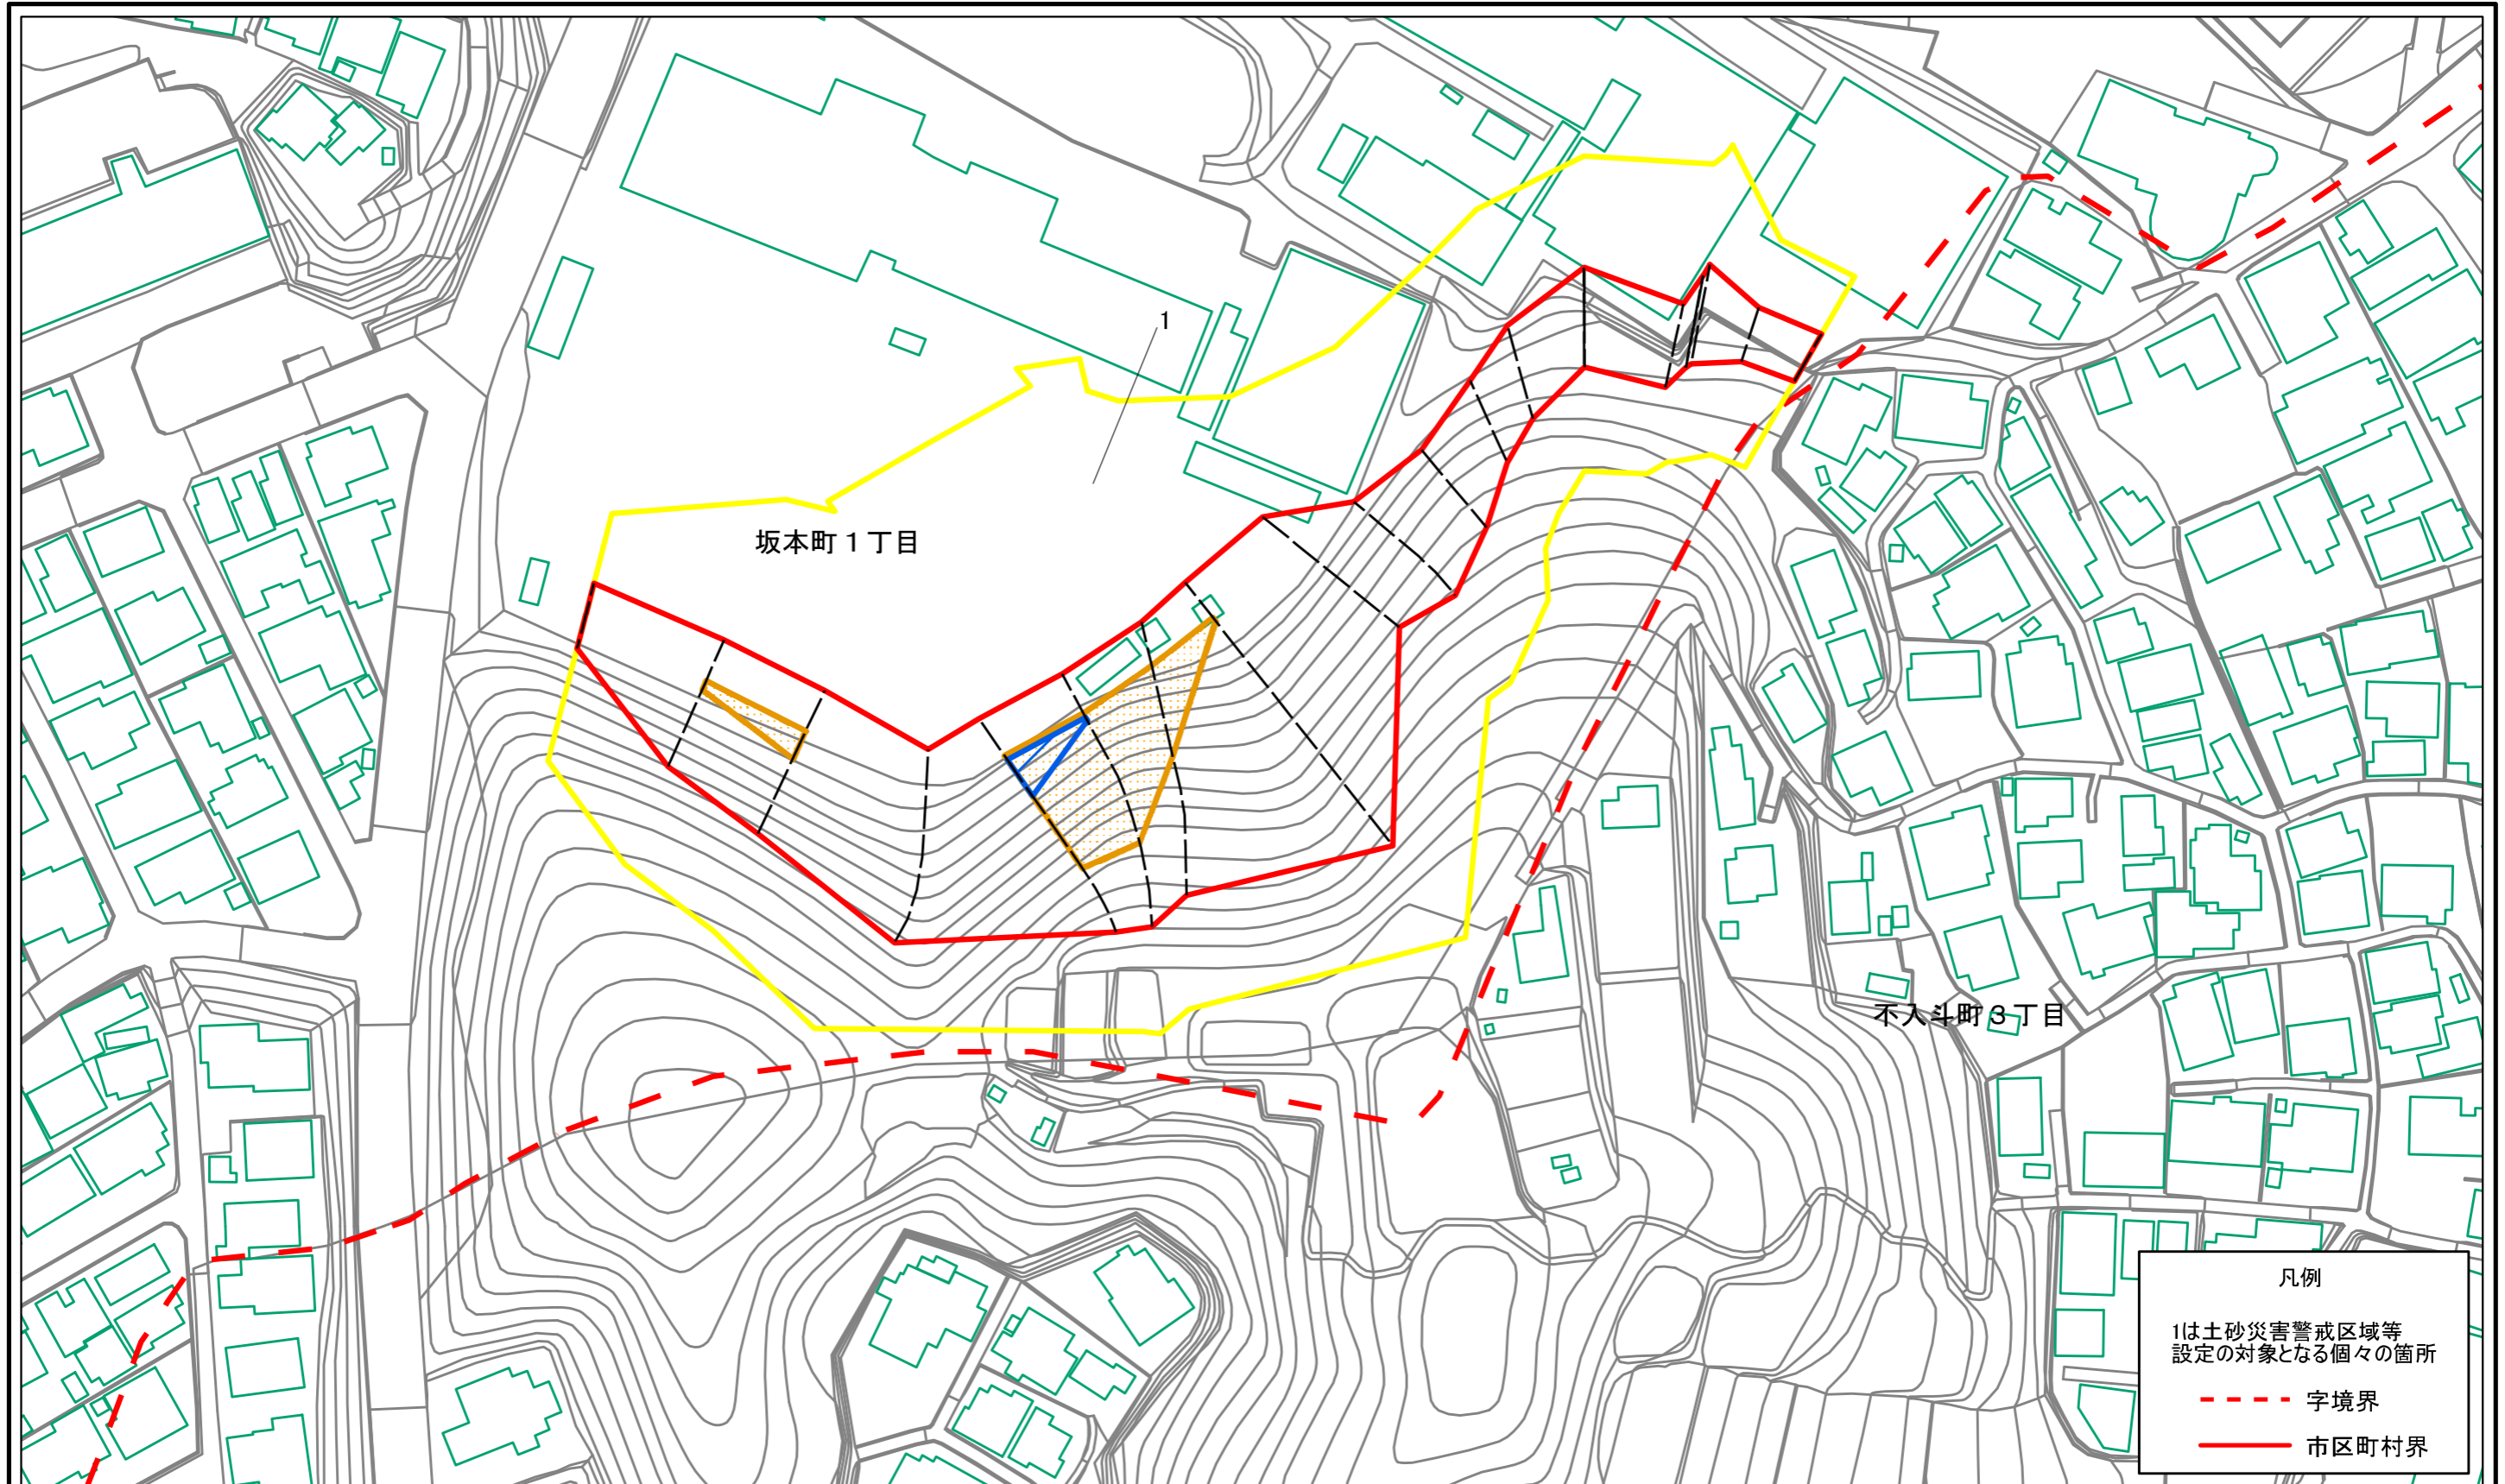 1
坂本町１丁目
不入斗町３丁目
凡例
1は土砂災害警戒区域等
設定の対象となる個々の箇所
字境界
市区町村界